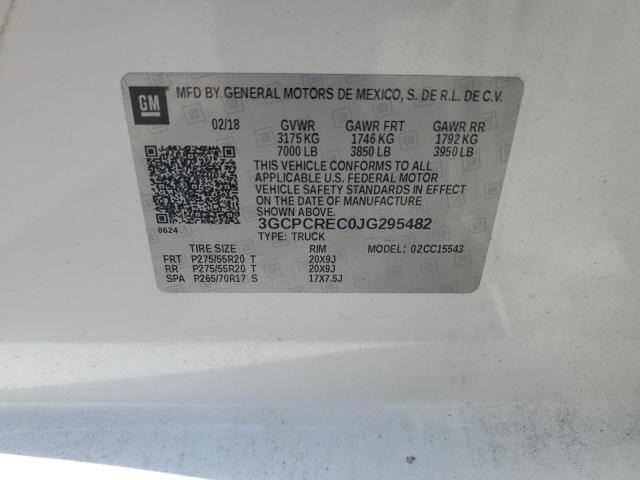 GM MFD BY GENERAL MOTORS DE MEXICO, S. DE R.L. DE C.V.
02/18 GVWR GAWR FRT GAWR RR
3175 KG 1746 KG 1792 KG
7000 LB 3850 LB 3950 LB
THIS VEHICLE CONFORMS TO ALL
APPLICABLE U.S. FEDERAL MOTOR
VEHICLE SAFETY STANDARDS IN EFFECT
ON THE DATE OF MANUFACTURE
SHOWN ABOVE.
3GCPCREC0JG295482
8624
TYPE: TRUCK
TIRE SIZE RIM MODEL: 02CC15543
FRT P275/55R20 T 20X9J
RR P275/55R20 T 20X9J
SPA P265/70R17 S 17X7.5J